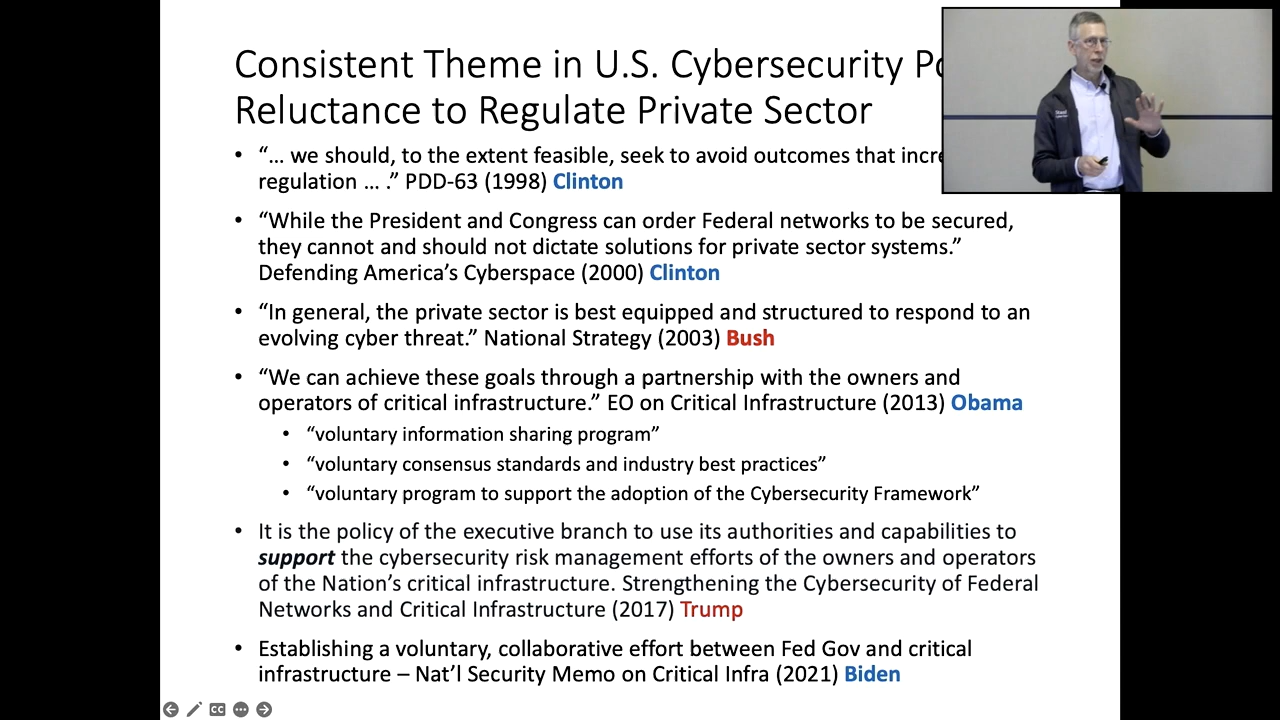 Consistent Theme in U.S. Cybersecurity
Reluctance to Regulate Private Sector
• “… we should, to the extent feasible, seek to avoid outcomes that
regulation … .” PDD-63 (1998) Clinton
• “While the President and Congress can order Federal networks to be secured,
they cannot and should not dictate solutions for private sector systems.”
Defending America’s Cyberspace (2000) Clinton
• “In general, the private sector is best equipped and structured to respond to an
evolving cyber threat.” National Strategy (2003) Bush
• “We can achieve these goals through a partnership with the owners and
operators of critical infrastructure.” EO on Critical Infrastructure (2013) Obama
• “voluntary information sharing program”
• “voluntary consensus standards and industry best practices”
• “voluntary program to support the adoption of the Cybersecurity Framework”
• It is the policy of the executive branch to use its authorities and capabilities to
support the cybersecurity risk management efforts of the owners and operators
of the Nation’s critical infrastructure. Strengthening the Cybersecurity of Federal
Networks and Critical Infrastructure (2017) Trump
• Establishing a voluntary, collaborative effort between Fed Gov and critical
infrastructure – Nat’l Security Memo on Critical Infra (2021) Biden
CC